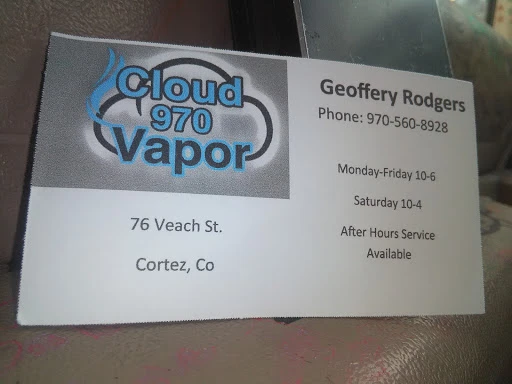 Cloud
970
Vapor
76 Veach St.
Cortez, Co
Geoffery Rodgers
Phone: 970-560-8928
Monday-Friday 10-6
Saturday 10-4
After Hours Service
Available